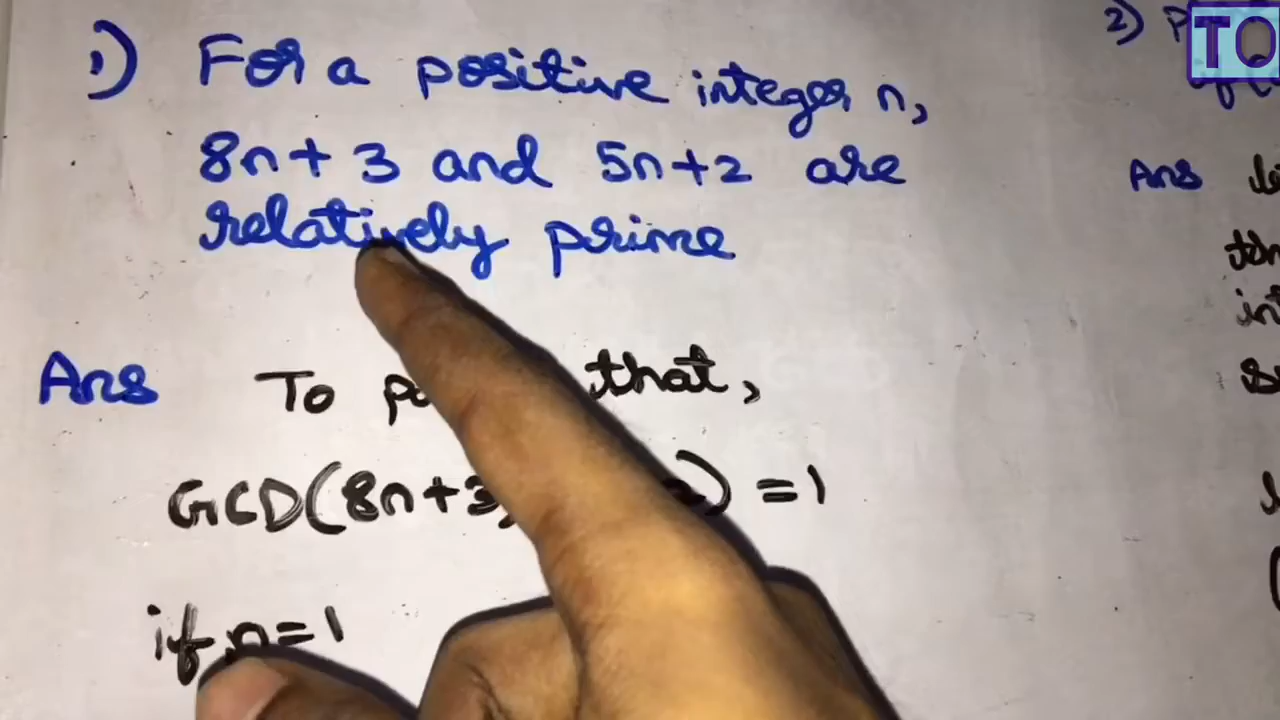 1) For a positive integer n,
8n + 3 and 5n+2 are
relatively prime
Ans To that,
GCD(8n+3, ) = 1
if n=1
2)
TO
Ans